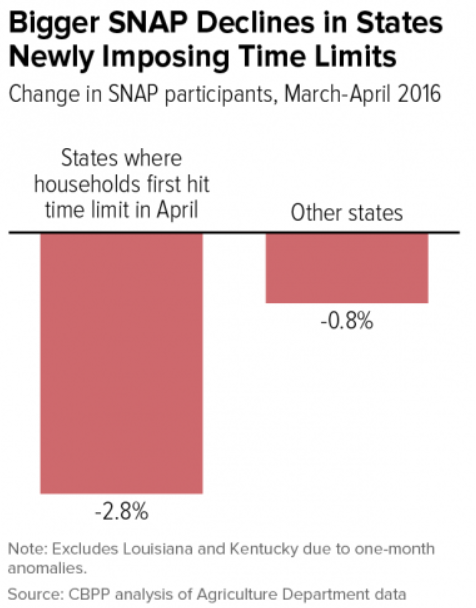 Bigger SNAP Declines in States
Newly Imposing Time Limits
Change in SNAP participants, March-April 2016
States where
households first hit
time limit in April
Other states
-0.8%
-2.8%
Note: Excludes Louisiana and Kentucky due to one-month
anomalies.
Source: CBPP analysis of Agriculture Department data